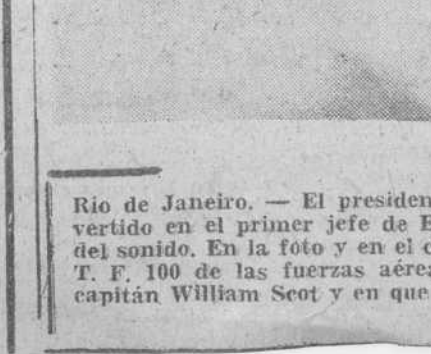 Rio de Janeiro. — El presiden
vertido en el primer jefe de E
del sonido. En la foto y en el c
T. F. 100 de las fuerzas aérea
capitán William Scot y en que